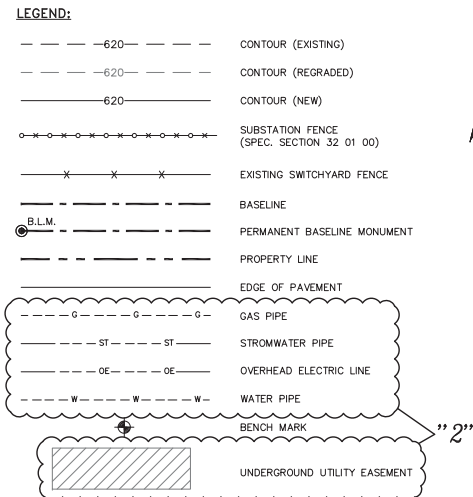 LEGEND:
620 CONTOUR (EXISTING)
620 CONTOUR (REGRADED)
620 CONTOUR (NEW)
SUBSTATION FENCE
(SPEC. SECTION 32 01 00)
X X X EXISTING SWITCHYARD FENCE
BASELINE
B.L.M. PERMANENT BASELINE MONUMENT
PROPERTY LINE
EDGE OF PAVEMENT
G G G GAS PIPE
ST ST STROMWATER PIPE
OE OE OVERHEAD ELECTRIC LINE
W W W WATER PIPE
BENCH MARK
"2"
UNDERGROUND UTILITY EASEMENT